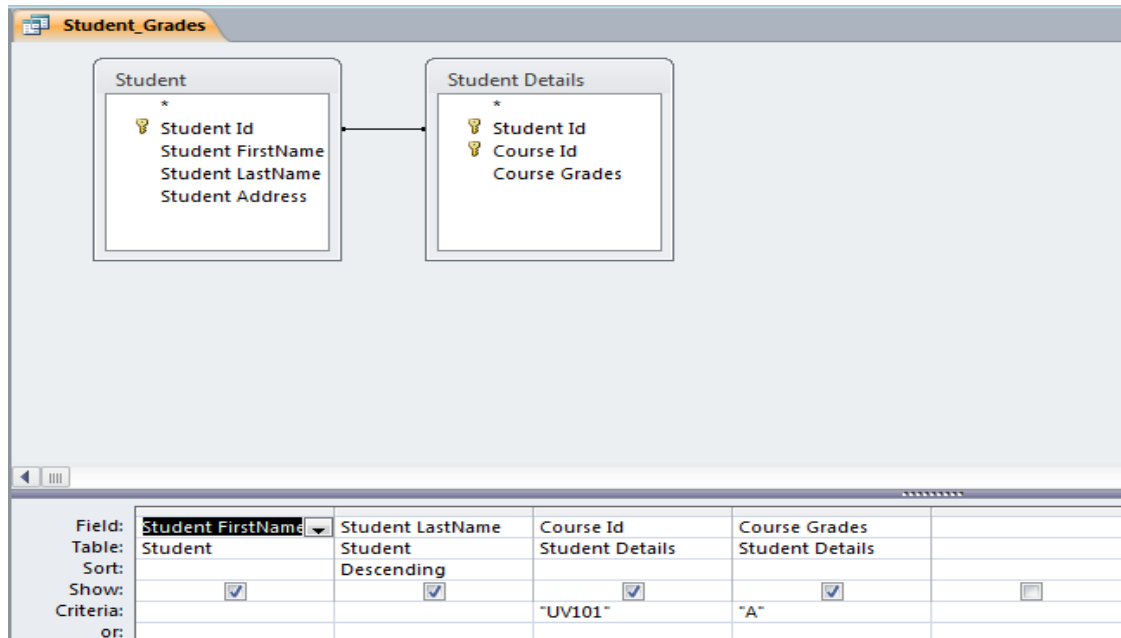 Student_Grades
Student
*
Student Id
Student FirstName
Student LastName
Student Address
Student Details
*
Student Id
Course Id
Course Grades
Field: Student FirstName Student LastName Course Id Course Grades
Table: Student Student Student Details Student Details
Sort: Descending
Show:
Criteria: "UV101" "A"
or: